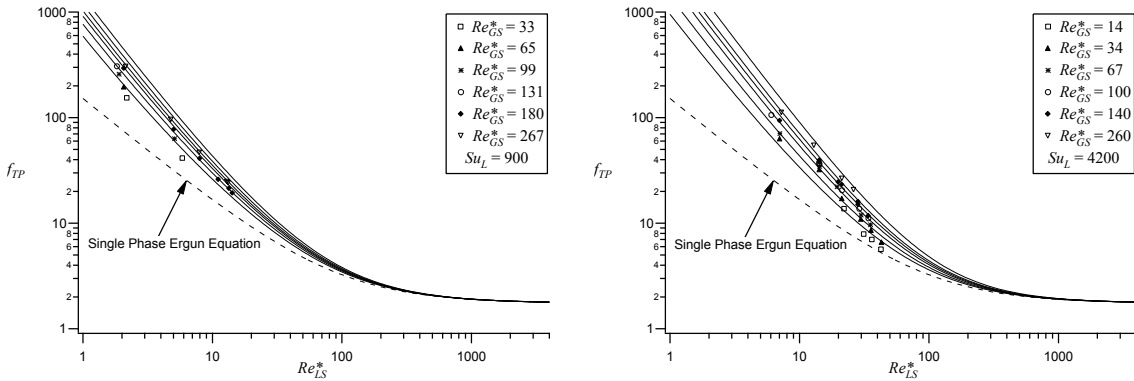 1000
8
6
4
2
100
8
6
4
2
10
8
6
4
2
1
f_TP
Re*_GS = 33
Re*_GS = 65
Re*_GS = 99
Re*_GS = 131
Re*_GS = 180
Re*_GS = 267
Su_L = 900
Single Phase Ergun Equation
1 10 100 1000
Re*_LS
1000
8
6
4
2
100
8
6
4
2
10
8
6
4
2
1
f_TP
Re*_GS = 14
Re*_GS = 34
Re*_GS = 67
Re*_GS = 100
Re*_GS = 140
Re*_GS = 260
Su_L = 4200
Single Phase Ergun Equation
1 10 100 1000
Re*_LS